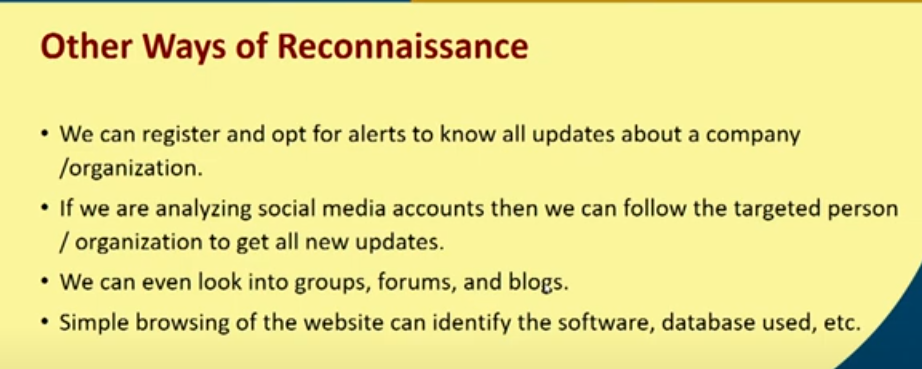 Other Ways of Reconnaissance
• We can register and opt for alerts to know all updates about a company
/organization.
• If we are analyzing social media accounts then we can follow the targeted person
/ organization to get all new updates.
• We can even look into groups, forums, and blogs.
• Simple browsing of the website can identify the software, database used, etc.